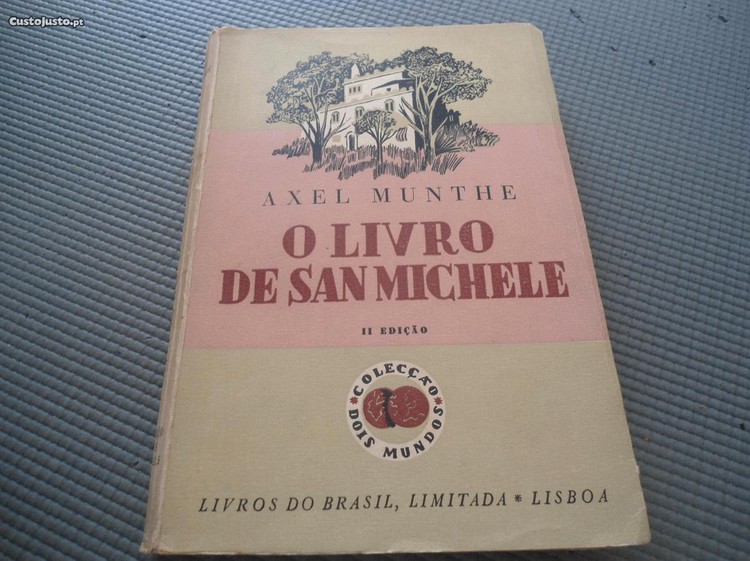 CustoJusto.pt
AXEL MUNTHE
O LIVRO
DE SAN MICHELE
II EDIÇÃO
*COLECÇÃO*
DOIS MUNDOS
LIVROS DO BRASIL, LIMITADA * LISBOA